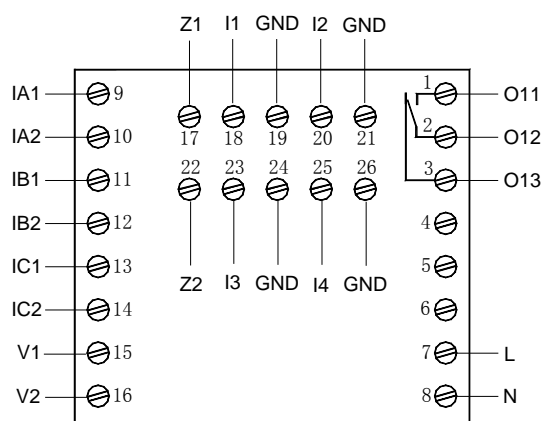 Z1 I1 GND I2 GND
IA1 9 1 O11
IA2 10 17 18 19 20 21 2 O12
IB1 11 22 23 24 25 26 3 O13
IB2 12 4
IC1 13 Z2 I3 GND I4 GND 5
IC2 14 6
V1 15 7 L
V2 16 8 N